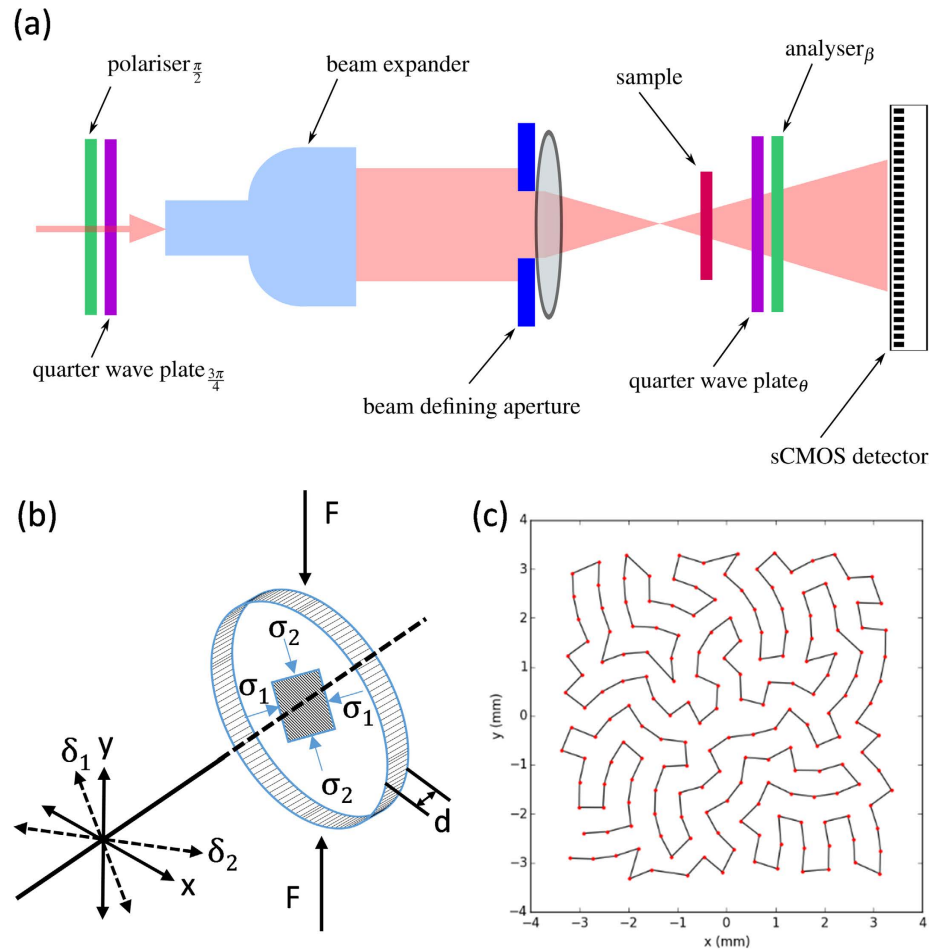 (a)
polariser π/2
beam expander
sample
analyser β
quarter wave plate 3π/4
beam defining aperture
quarter wave plate θ
sCMOS detector
(b)
F
σ2
σ1
σ1
σ2
y
δ1
δ2
x
d
F
(c)
4
3
2
1
0
−1
−2
−3
−4
y (mm)
−4 −3 −2 −1 0 1 2 3 4
x (mm)